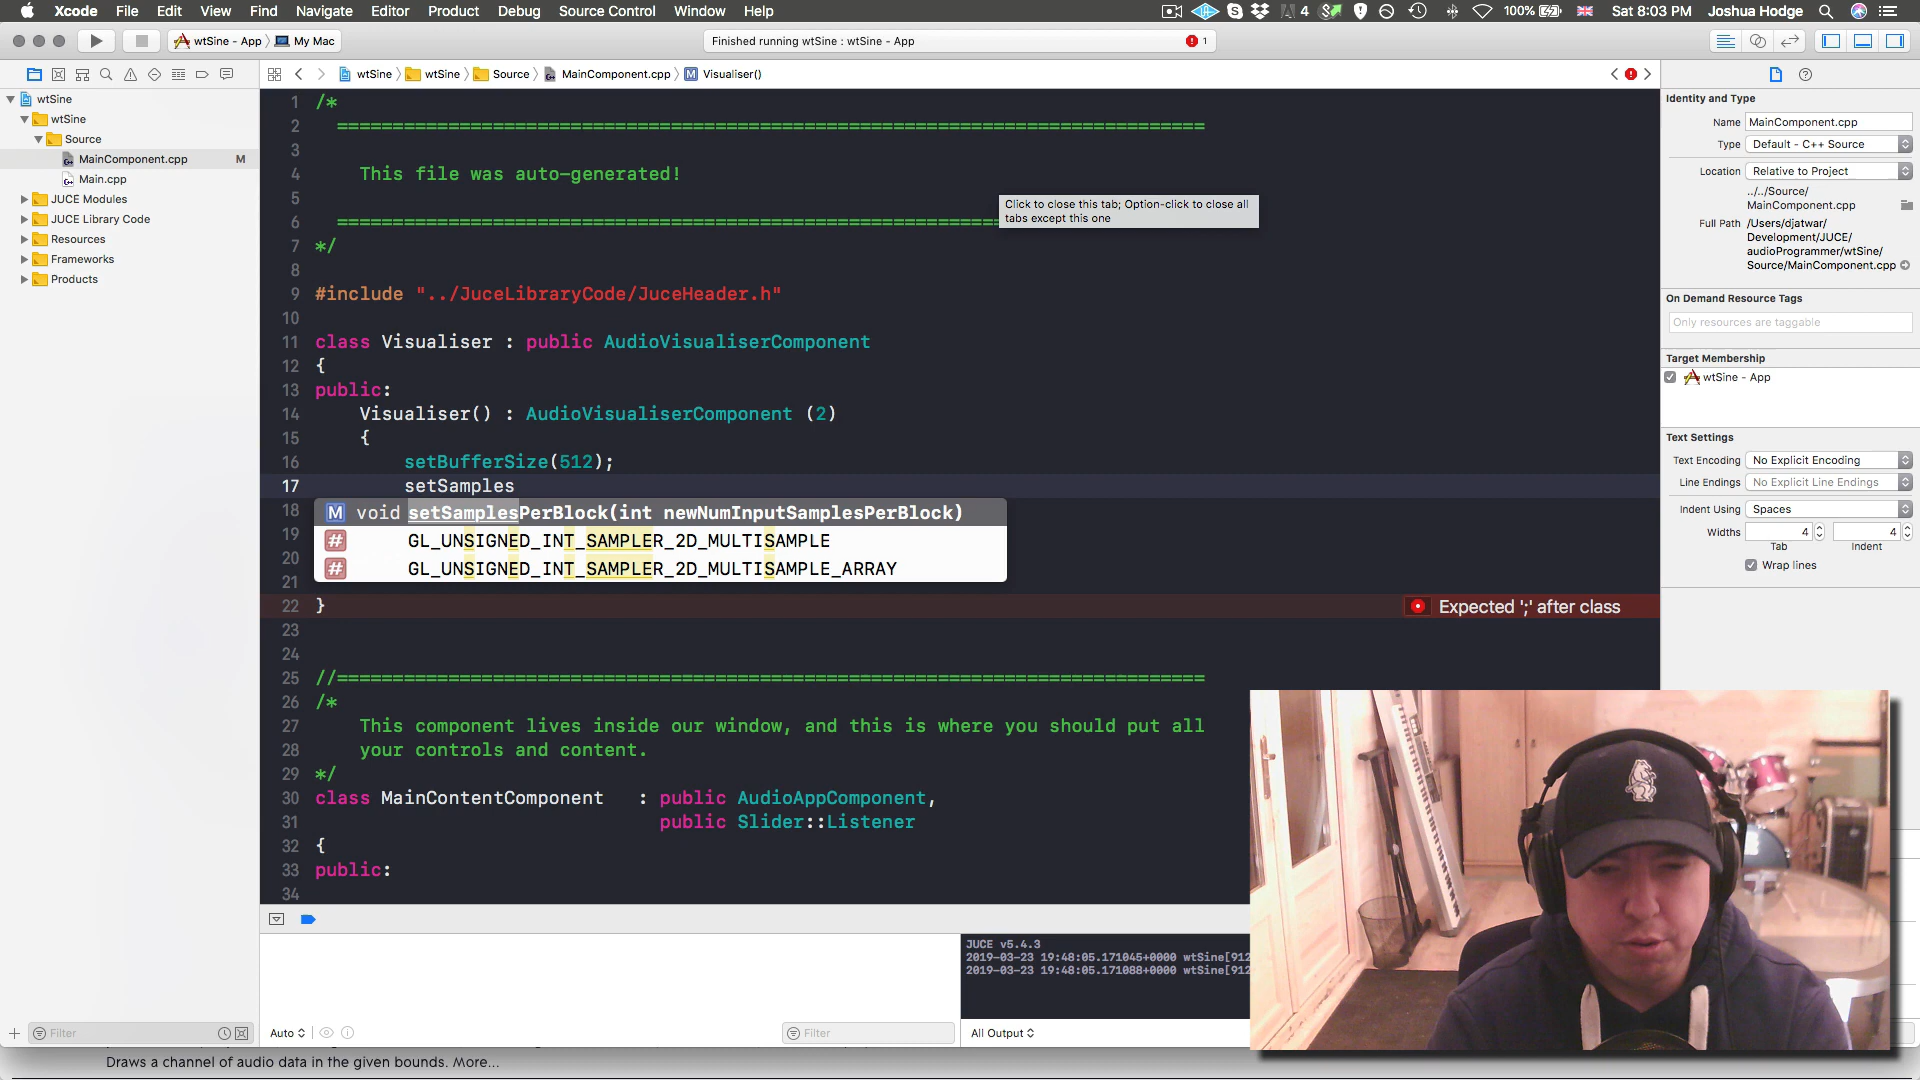 Xcode File Edit View Find Navigate Editor Product Debug Source Control Window Help 4 100% Sat 8:03 PM Joshua Hodge
wtSine - App My Mac Finished running wtSine : wtSine - App 1
wtSine wtSine Source MainComponent.cpp M Visualiser()
wtSine
wtSine
Source
MainComponent.cpp M
Main.cpp
JUCE Modules
JUCE Library Code
Resources
Frameworks
Products
1 /*
2 ==============================================================================
3
4 This file was auto-generated!
5
6 ==============================================================================
7 */
8
9 #include "../JuceLibraryCode/JuceHeader.h"
10
11 class Visualiser : public AudioVisualiserComponent
12 {
13 public:
14 Visualiser() : AudioVisualiserComponent (2)
15 {
16 setBufferSize(512);
17 setSamples
18
19
20
21
22 }
23
24
25 //==============================================================================
26 /*
27 This component lives inside our window, and this is where you should put all
28 your controls and content.
29 */
30 class MainContentComponent : public AudioAppComponent,
31 public Slider::Listener
32 {
33 public:
34
Click to close this tab; Option-click to close all
tabs except this one
M void setSamplesPerBlock(int newNumInputSamplesPerBlock)
# GL_UNSIGNED_INT_SAMPLER_2D_MULTISAMPLE
# GL_UNSIGNED_INT_SAMPLER_2D_MULTISAMPLE_ARRAY
Expected ';' after class
Identity and Type
Name MainComponent.cpp
Type Default - C++ Source
Location Relative to Project
../../Source/
MainComponent.cpp
Full Path /Users/djatwar/
Development/JUCE/
audioProgrammer/wtSine/
Source/MainComponent.cpp
On Demand Resource Tags
Only resources are taggable
Target Membership
wtSine - App
Text Settings
Text Encoding No Explicit Encoding
Line Endings No Explicit Line Endings
Indent Using Spaces
Widths 4 4
Tab Indent
Wrap lines
JUCE v5.4.3
2019-03-23 19:48:05.171045+0000 wtSine[912
2019-03-23 19:48:05.171088+0000 wtSine[912
Filter Auto Filter All Output
Draws a channel of audio data in the given bounds. More...